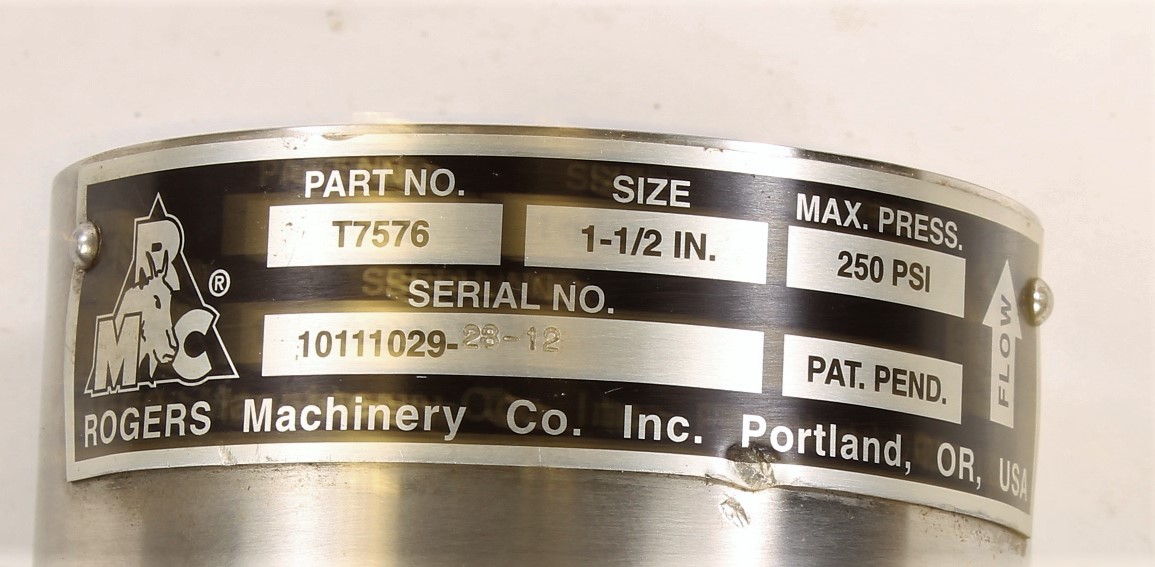 PART NO. SIZE MAX. PRESS.
T7576 1-1/2 IN. 250 PSI
R
M C ®
SERIAL NO.
10111029-28-12
PAT. PEND.
FLOW
ROGERS Machinery Co. Inc. Portland, OR, USA